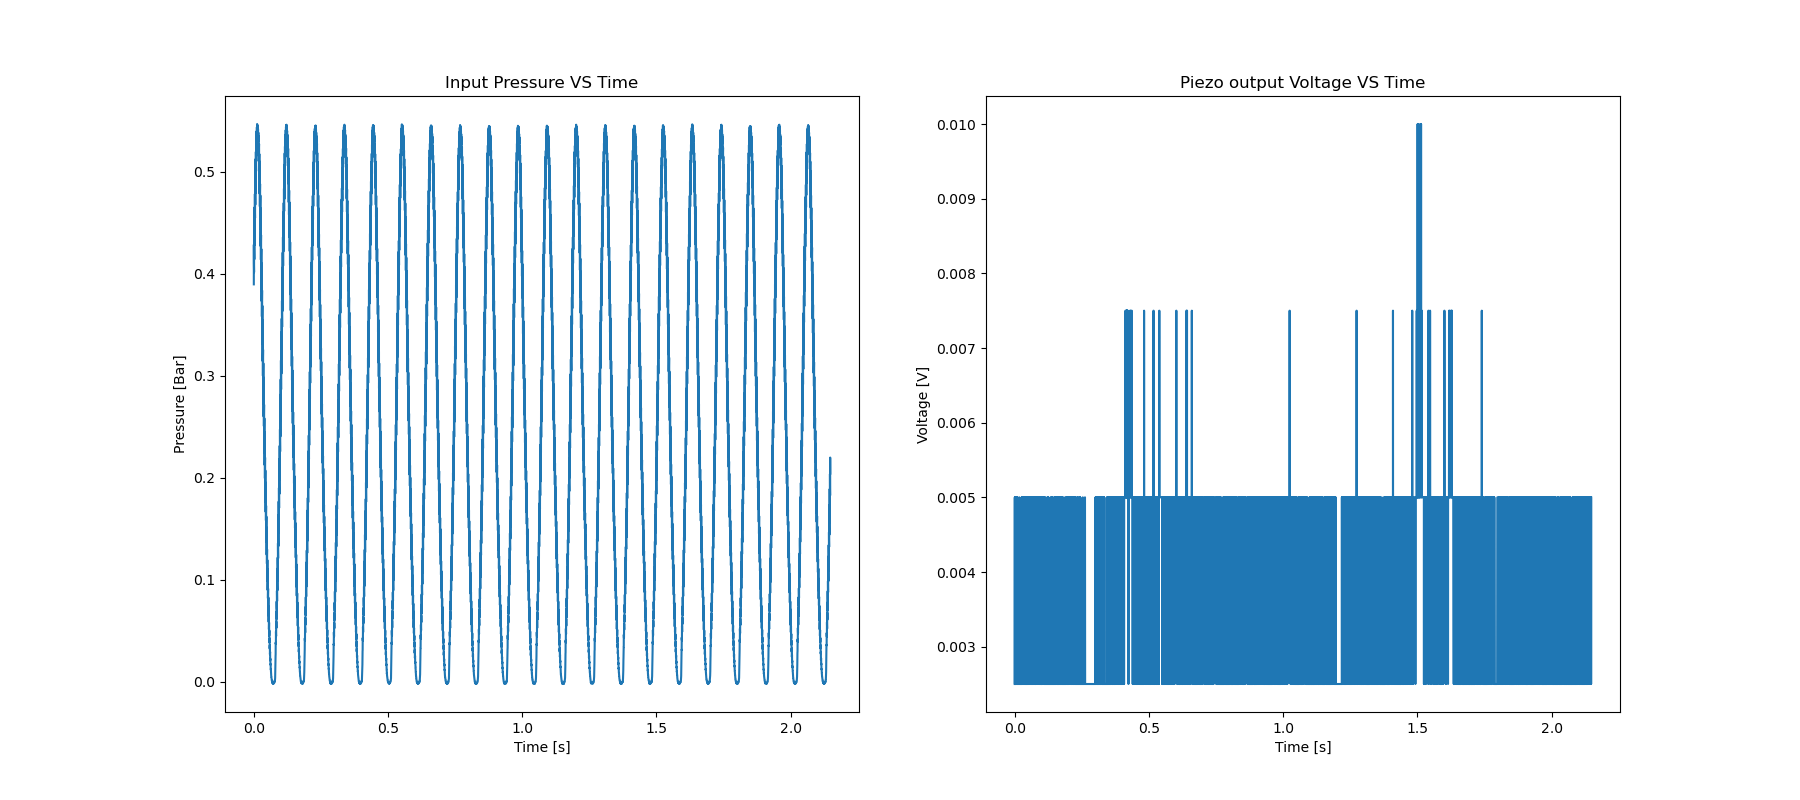 Input Pressure VS Time
Pressure [Bar]
0.5
0.4
0.3
0.2
0.1
0.0
0.0 0.5 1.0 1.5 2.0
Time [s]
Piezo output Voltage VS Time
Voltage [V]
0.010
0.009
0.008
0.007
0.006
0.005
0.004
0.003
0.0 0.5 1.0 1.5 2.0
Time [s]